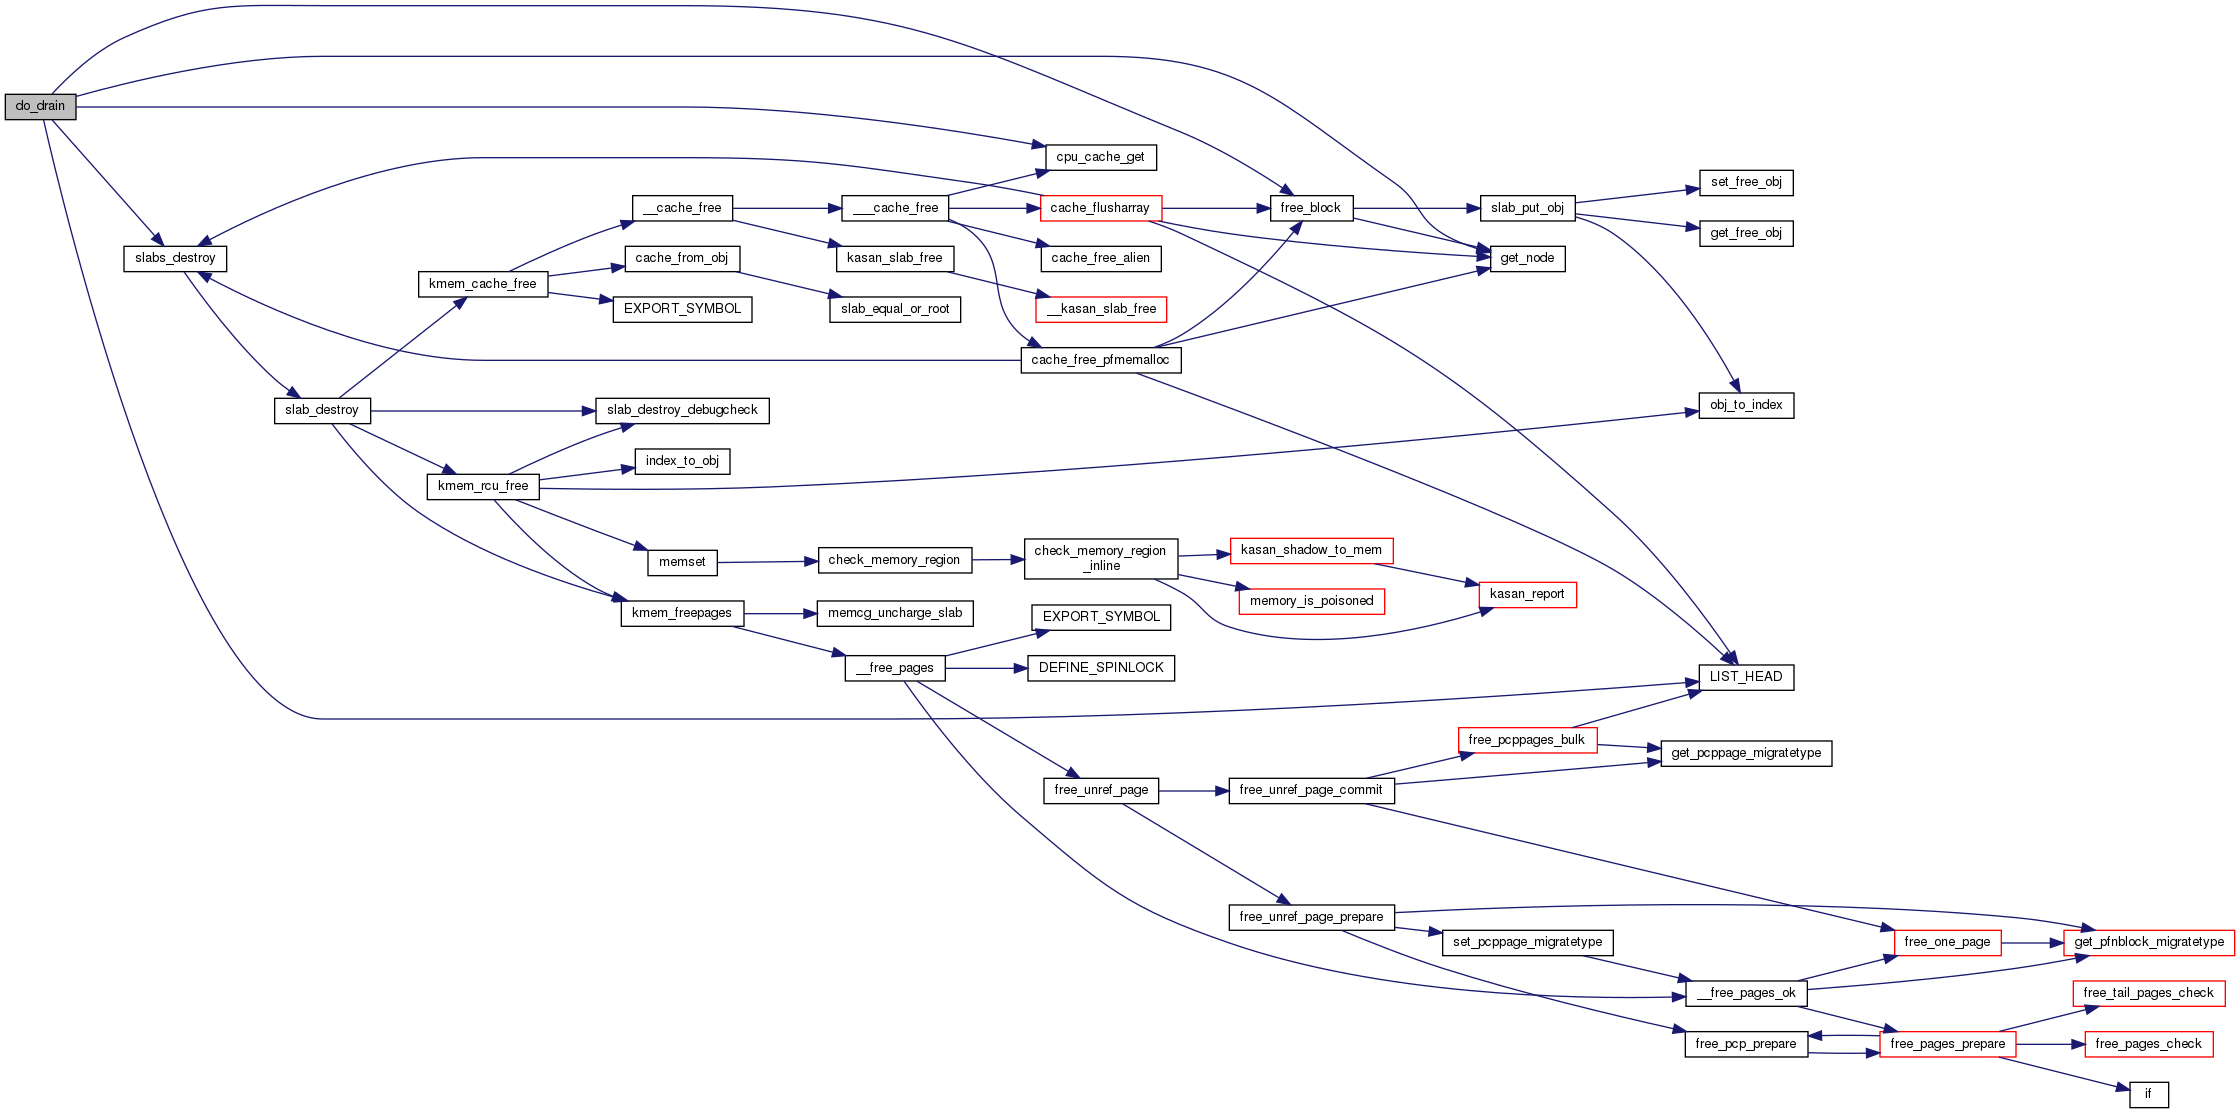 do_drain
cpu_cache_get
set_free_obj
__cache_free
___cache_free
cache_flusharray
free_block
slab_put_obj
get_free_obj
slabs_destroy
cache_from_obj
kasan_slab_free
cache_free_alien
get_node
kmem_cache_free
EXPORT_SYMBOL
slab_equal_or_root
__kasan_slab_free
cache_free_pfmemalloc
slab_destroy
slab_destroy_debugcheck
obj_to_index
index_to_obj
kmem_rcu_free
memset
check_memory_region
check_memory_region
_inline
kasan_shadow_to_mem
kasan_report
memory_is_poisoned
kmem_freepages
memcg_uncharge_slab
EXPORT_SYMBOL
__free_pages
DEFINE_SPINLOCK
LIST_HEAD
free_pcppages_bulk
get_pcppage_migratetype
free_unref_page
free_unref_page_commit
free_unref_page_prepare
set_pcppage_migratetype
free_one_page
get_pfnblock_migratetype
__free_pages_ok
free_tail_pages_check
free_pcp_prepare
free_pages_prepare
free_pages_check
if